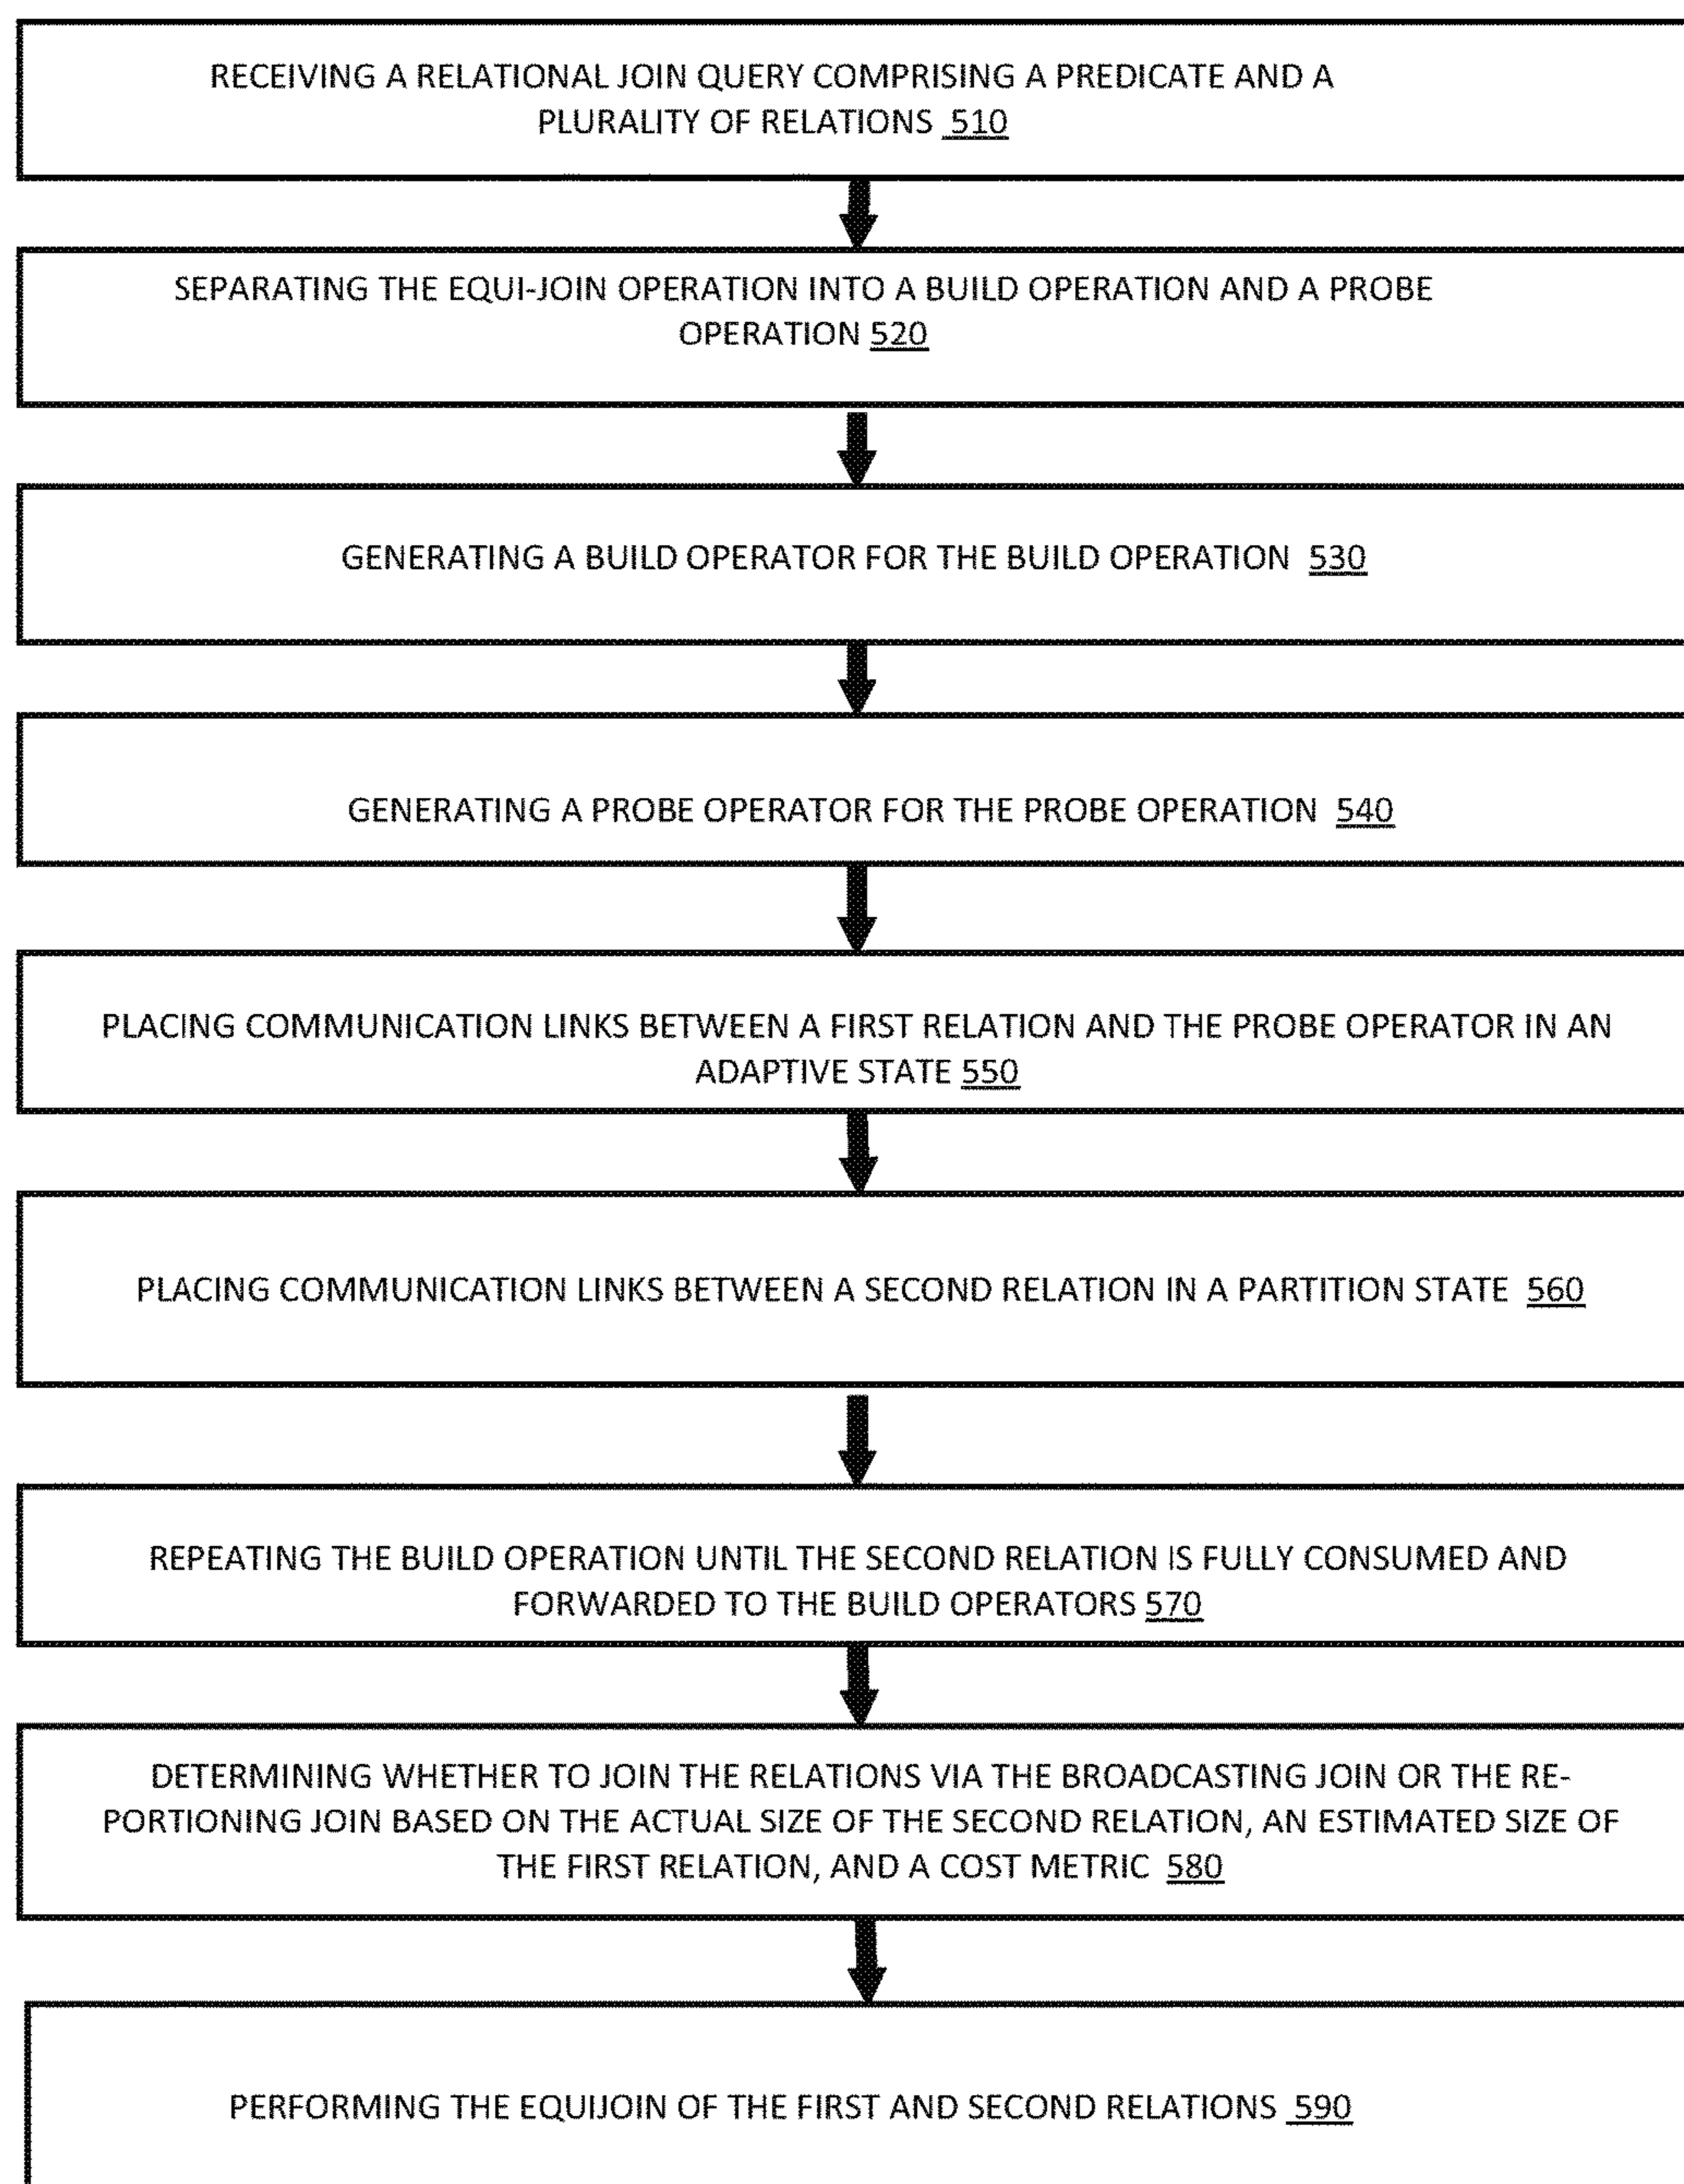 RECEIVING A RELATIONAL JOIN QUERY COMPRISING A PREDICATE AND A
PLURALITY OF RELATIONS 510
SEPARATING THE EQUI-JOIN OPERATION INTO A BUILD OPERATION AND A PROBE
OPERATION 520
GENERATING A BUILD OPERATOR FOR THE BUILD OPERATION 530
GENERATING A PROBE OPERATOR FOR THE PROBE OPERATION 540
PLACING COMMUNICATION LINKS BETWEEN A FIRST RELATION AND THE PROBE OPERATOR IN AN
ADAPTIVE STATE 550
PLACING COMMUNICATION LINKS BETWEEN A SECOND RELATION IN A PARTITION STATE 560
REPEATING THE BUILD OPERATION UNTIL THE SECOND RELATION IS FULLY CONSUMED AND
FORWARDED TO THE BUILD OPERATORS 570
DETERMINING WHETHER TO JOIN THE RELATIONS VIA THE BROADCASTING JOIN OR THE RE-
PORTIONING JOIN BASED ON THE ACTUAL SIZE OF THE SECOND RELATION, AN ESTIMATED SIZE OF
THE FIRST RELATION, AND A COST METRIC 580
PERFORMING THE EQUIJOIN OF THE FIRST AND SECOND RELATIONS 590